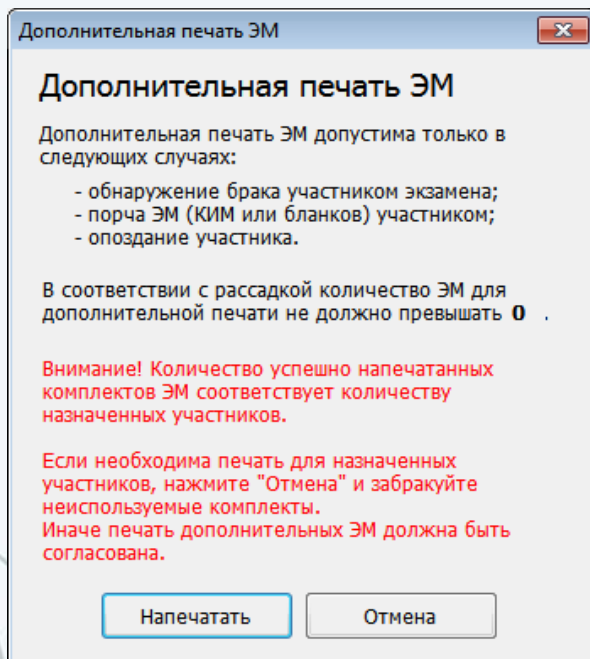 Дополнительная печать ЭМ
Дополнительная печать ЭМ
Дополнительная печать ЭМ допустима только в
следующих случаях:
- обнаружение брака участником экзамена;
- порча ЭМ (КИМ или бланков) участником;
- опоздание участника.
В соответствии с рассадкой количество ЭМ для
дополнительной печати не должно превышать 0 .
Внимание! Количество успешно напечатанных
комплектов ЭМ соответствует количеству
назначенных участников.
Если необходима печать для назначенных
участников, нажмите "Отмена" и забракуйте
неиспользуемые комплекты.
Иначе печать дополнительных ЭМ должна быть
согласована.
Напечатать
Отмена